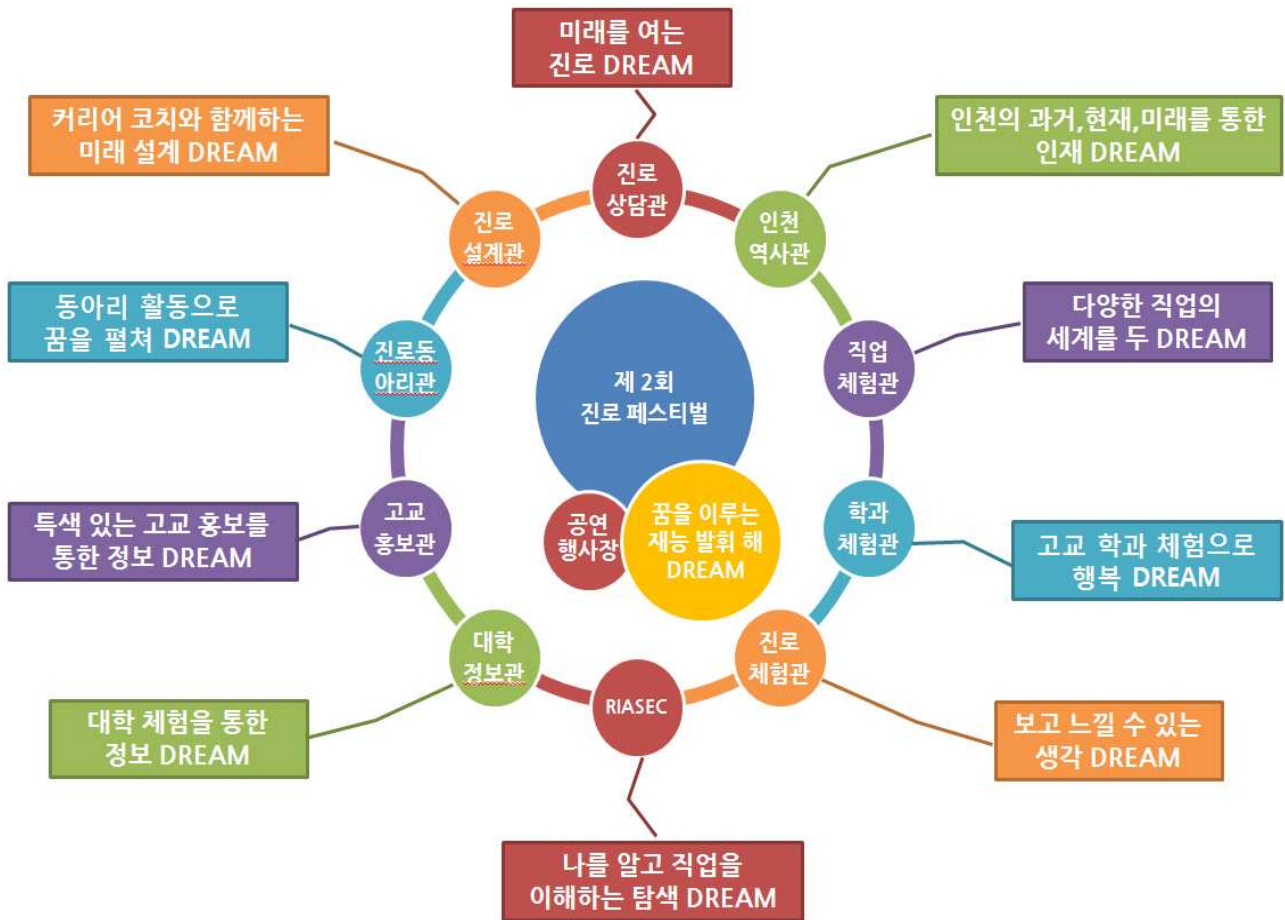 미래를 여는
진로 DREAM
커리어 코치와 함께하는
미래 설계 DREAM
인천의 과거,현재,미래를 통한
인재 DREAM
진로
상담관
진로
설계관
인천
역사관
동아리 활동으로
꿈을 펼쳐 DREAM
다양한 직업의
세계를 두 DREAM
진로동
아리관
직업
체험관
제 2회
진로 페스티벌
특색 있는 고교 홍보를
통한 정보 DREAM
고교
홍보관
공연
행사장
꿈을 이루는
재능 발휘 해
DREAM
학과
체험관
고교 학과 체험으로
행복 DREAM
대학
정보관
진로
체험관
RIASEC
대학 체험을 통한
정보 DREAM
보고 느낄 수 있는
생각 DREAM
나를 알고 직업을
이해하는 탐색 DREAM